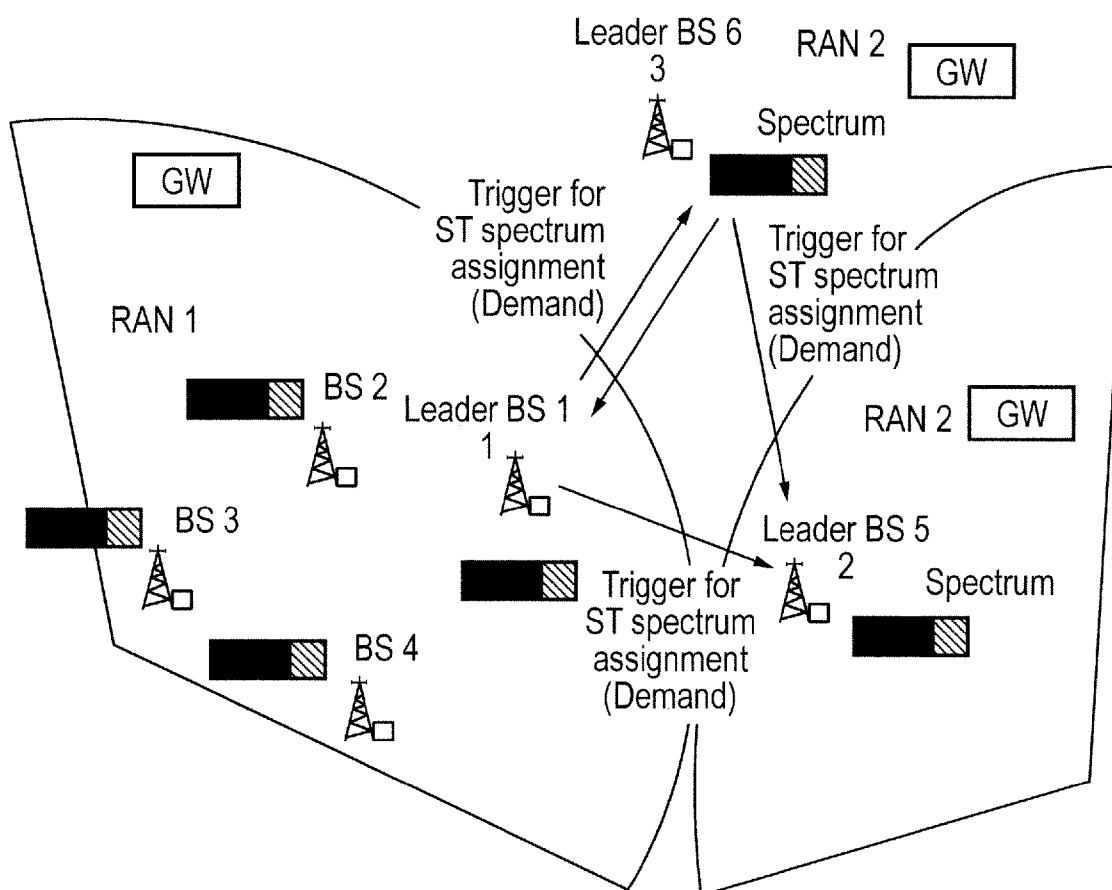 Leader BS 6
3
RAN 2
GW
Spectrum
GW
Trigger for
ST spectrum
assignment
(Demand)
Trigger for
ST spectrum
assignment
(Demand)
RAN 1
BS 2
Leader BS 1
1
RAN 2
GW
BS 3
Leader BS 5
2
Spectrum
Trigger for
ST spectrum
assignment
(Demand)
BS 4